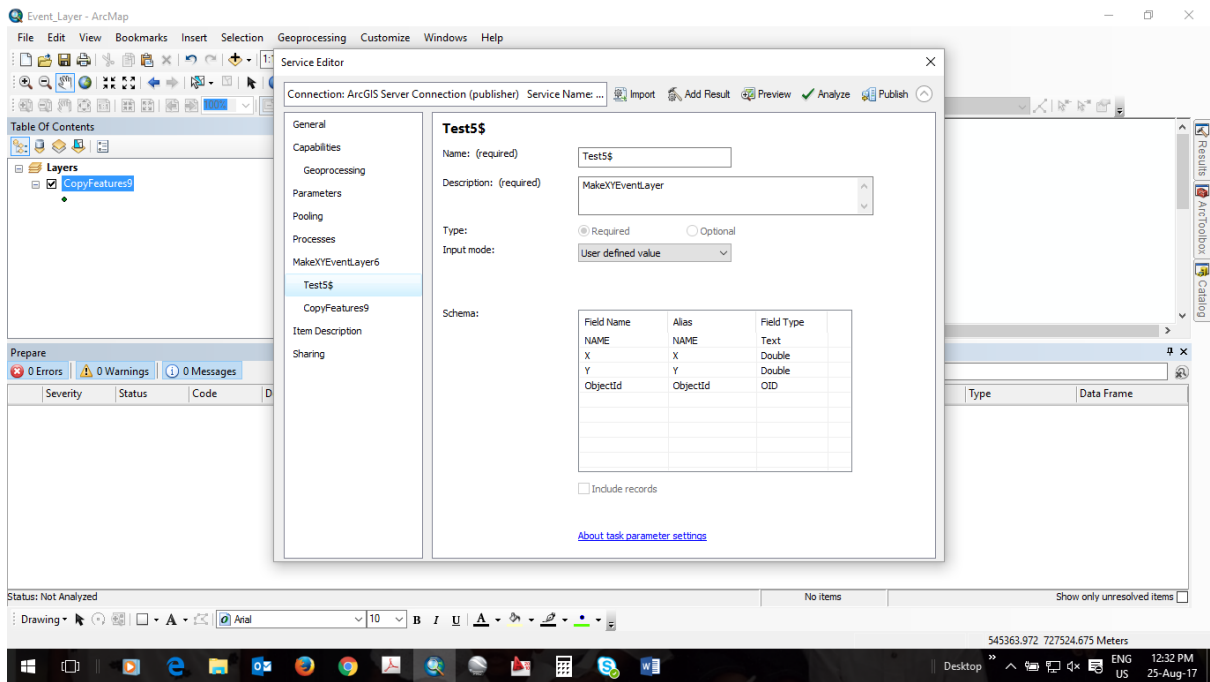 Event_Layer - ArcMap
File Edit View Bookmarks Insert Selection Geoprocessing Customize Windows Help
Service Editor
Connection: ArcGIS Server Connection (publisher) Service Name: ... Import Add Result Preview Analyze Publish
100%
Table Of Contents
Layers
CopyFeatures9
General
Capabilities
Geoprocessing
Parameters
Pooling
Processes
MakeXYEventLayer6
Test5$
CopyFeatures9
Item Description
Sharing
Test5$
Name: (required) Test5$
Description: (required) MakeXYEventLayer
Type: Required Optional
Input mode: User defined value
Schema:
Field Name Alias Field Type
NAME NAME Text
X X Double
Y Y Double
ObjectId ObjectId OID
Include records
About task parameter settings
Results
ArcToolbox
Catalog
Prepare
0 Errors 0 Warnings 0 Messages
Severity Status Code D Type Data Frame
Status: Not Analyzed No items Show only unresolved items
Drawing A Arial 10 B I U A
545363.972 727524.675 Meters
Desktop ENG 12:32 PM
US 25-Aug-17